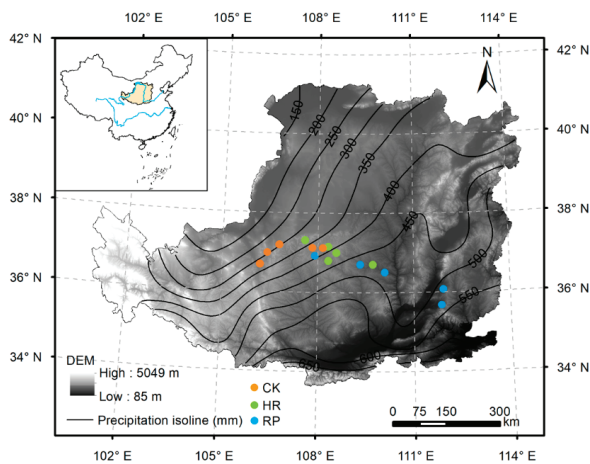 102° E 105° E 108° E 111° E 114° E
42° N 42° N
N
40° N 40° N
38° N 38° N
36° N 36° N
34° N 34° N
150
200
250
300
350
400
450
500
550
600
650
DEM
High : 5049 m
Low : 85 m
Precipitation isoline (mm)
CK
HR
RP
0 75 150 300
km
102° E 105° E 108° E 111° E 114° E